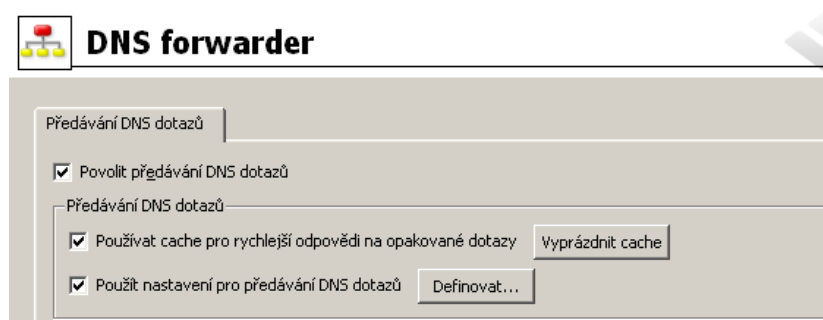 DNS forwarder
Předávání DNS dotazů
Povolit předávání DNS dotazů
Předávání DNS dotazů
Používat cache pro rychlejší odpovědi na opakované dotazy Vyprázdnit cache
Použít nastavení pro předávání DNS dotazů Definovat...